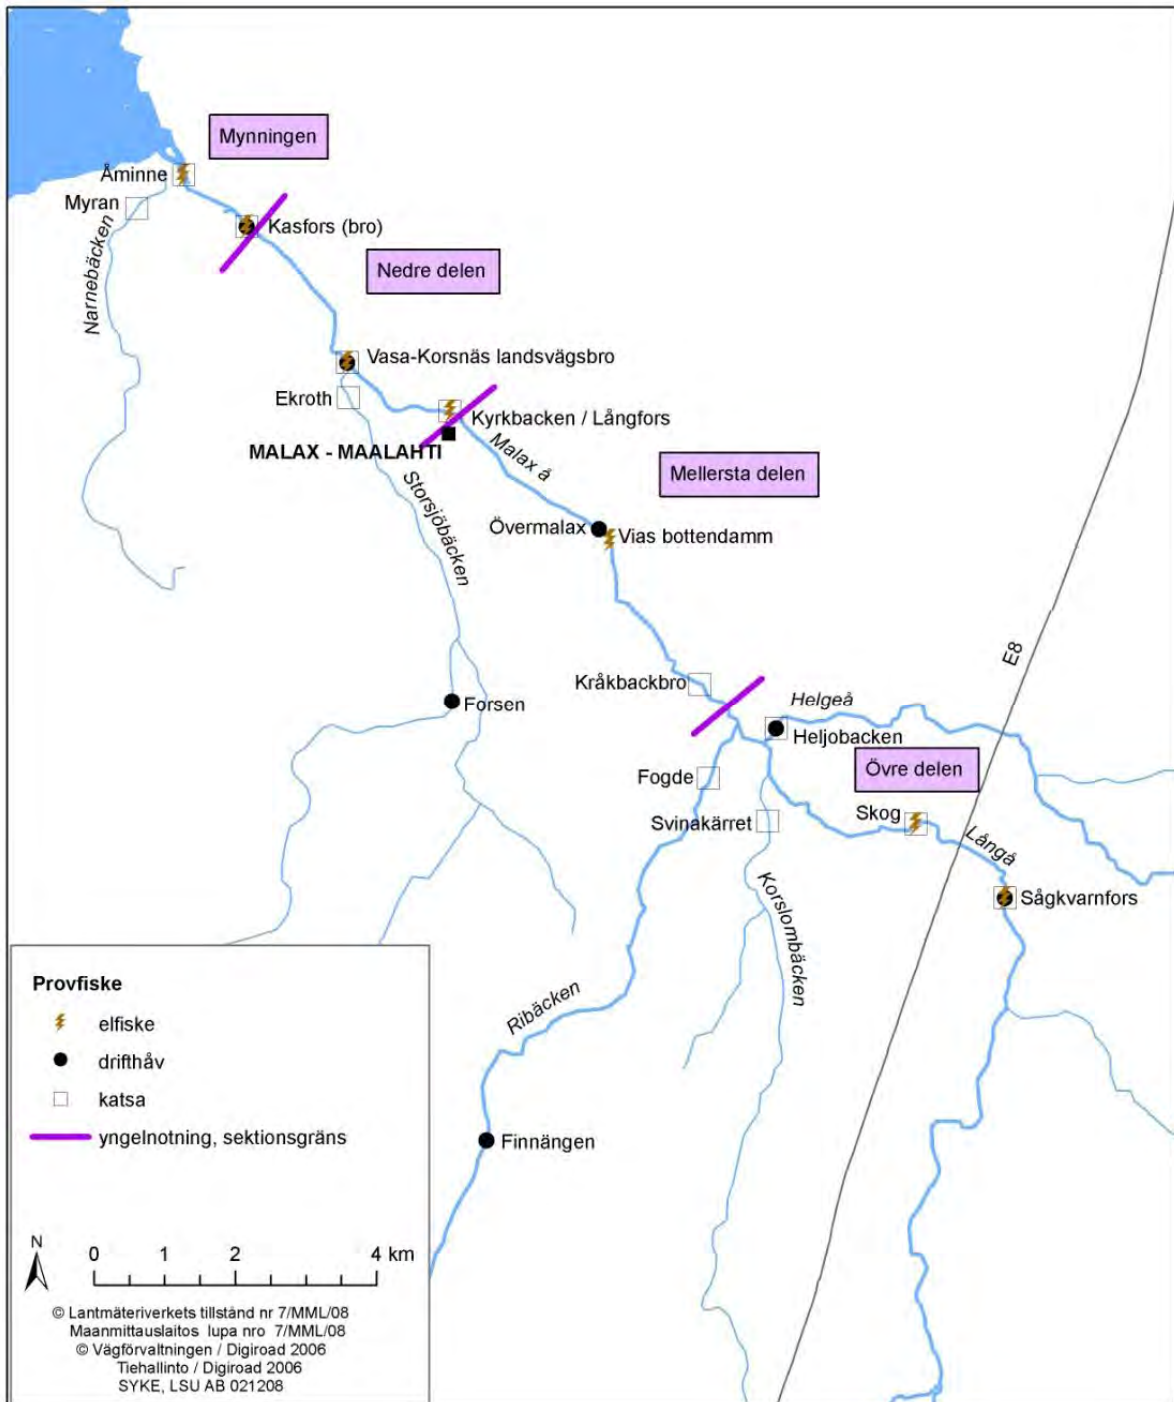 Mynningen
Åminne
Myran
Kasfors (bro)
Narnebäcken
Nedre delen
Vasa-Korsnäs landsvägsbro
Ekroth
Kyrkbacken / Långfors
MALAX - MAALAHTI
Malax å
Mellersta delen
Storsjöbäcken
Övermalax
Vias bottendamm
E8
Kråkbackbro
Helgeå
Forsen
Heljobacken
Övre delen
Fogde
Skog
Svinakärret
Långå
Sågkvarnfors
Korslombäcken
Ribäcken
Finnängen
Provfiske
elfiske
drifthåv
katsa
yngelnotning, sektionsgräns
N
0 1 2 4 km
© Lantmäteriverkets tillstånd nr 7/MML/08
Maanmittauslaitos lupa nro 7/MML/08
© Vägförvaltningen / Digiroad 2006
Tiehallinto / Digiroad 2006
SYKE, LSU AB 021208